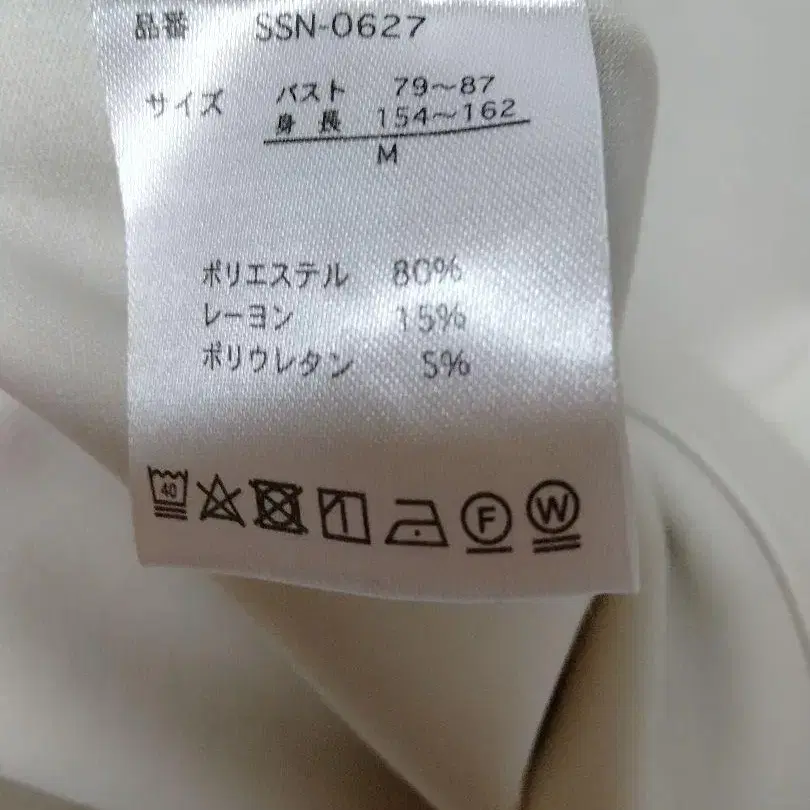 品番 SSN-0627
サイズ バスト 79〜87
身長 154〜162
M
ポリエステル 80%
レーヨン 15%
ポリウレタン 5%
40 F W